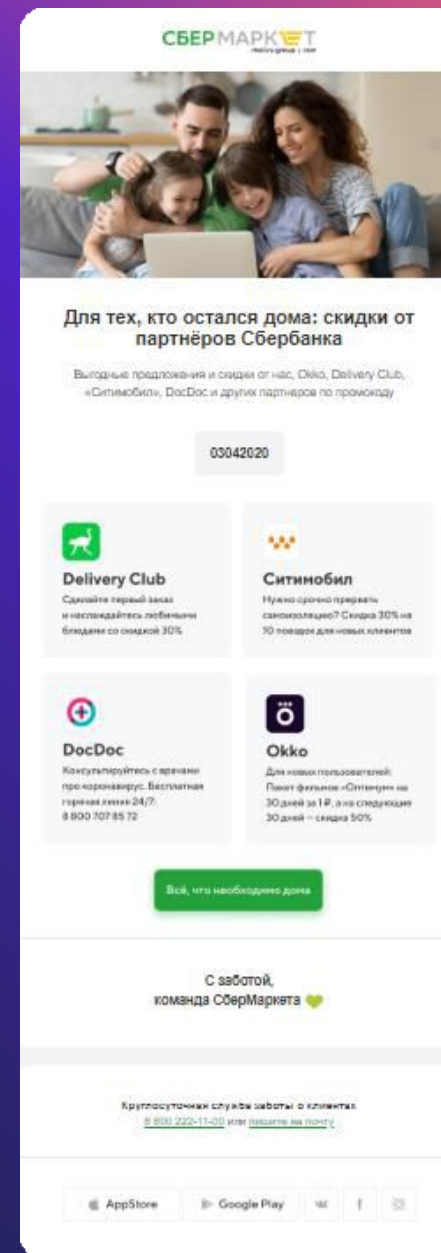 СБЕРМАРКЕТ
Для тех, кто остался дома: скидки от
партнёров Сбербанка
Выгодные предложения и скидки от нас, Okko, Delivery Club,
«Ситимобил», DocDoc и других партнеров по промокоду
03042020
Delivery Club
Сделайте первый заказ
и наслаждайтесь любимыми
блюдами со скидкой 30%
Ситимобил
Нужно срочно прервать
самоизоляцию? Скидка 30% на
10 поездок для новых клиентов
DocDoc
Консультируйтесь с врачами
про коронавирус. Бесплатная
горячая линия 24/7:
8 800 707 85 72
Okko
Для новых пользователей:
Пакет фильмов «Оптимум» на
30 дней за 1 ₽, а на следующие
30 дней — скидка 50%
Всё, что необходимо дома
С заботой,
команда СберМаркета
Круглосуточная служба заботы о клиентах
8 800 222-11-00 или пишите на почту
AppStore
Google Play